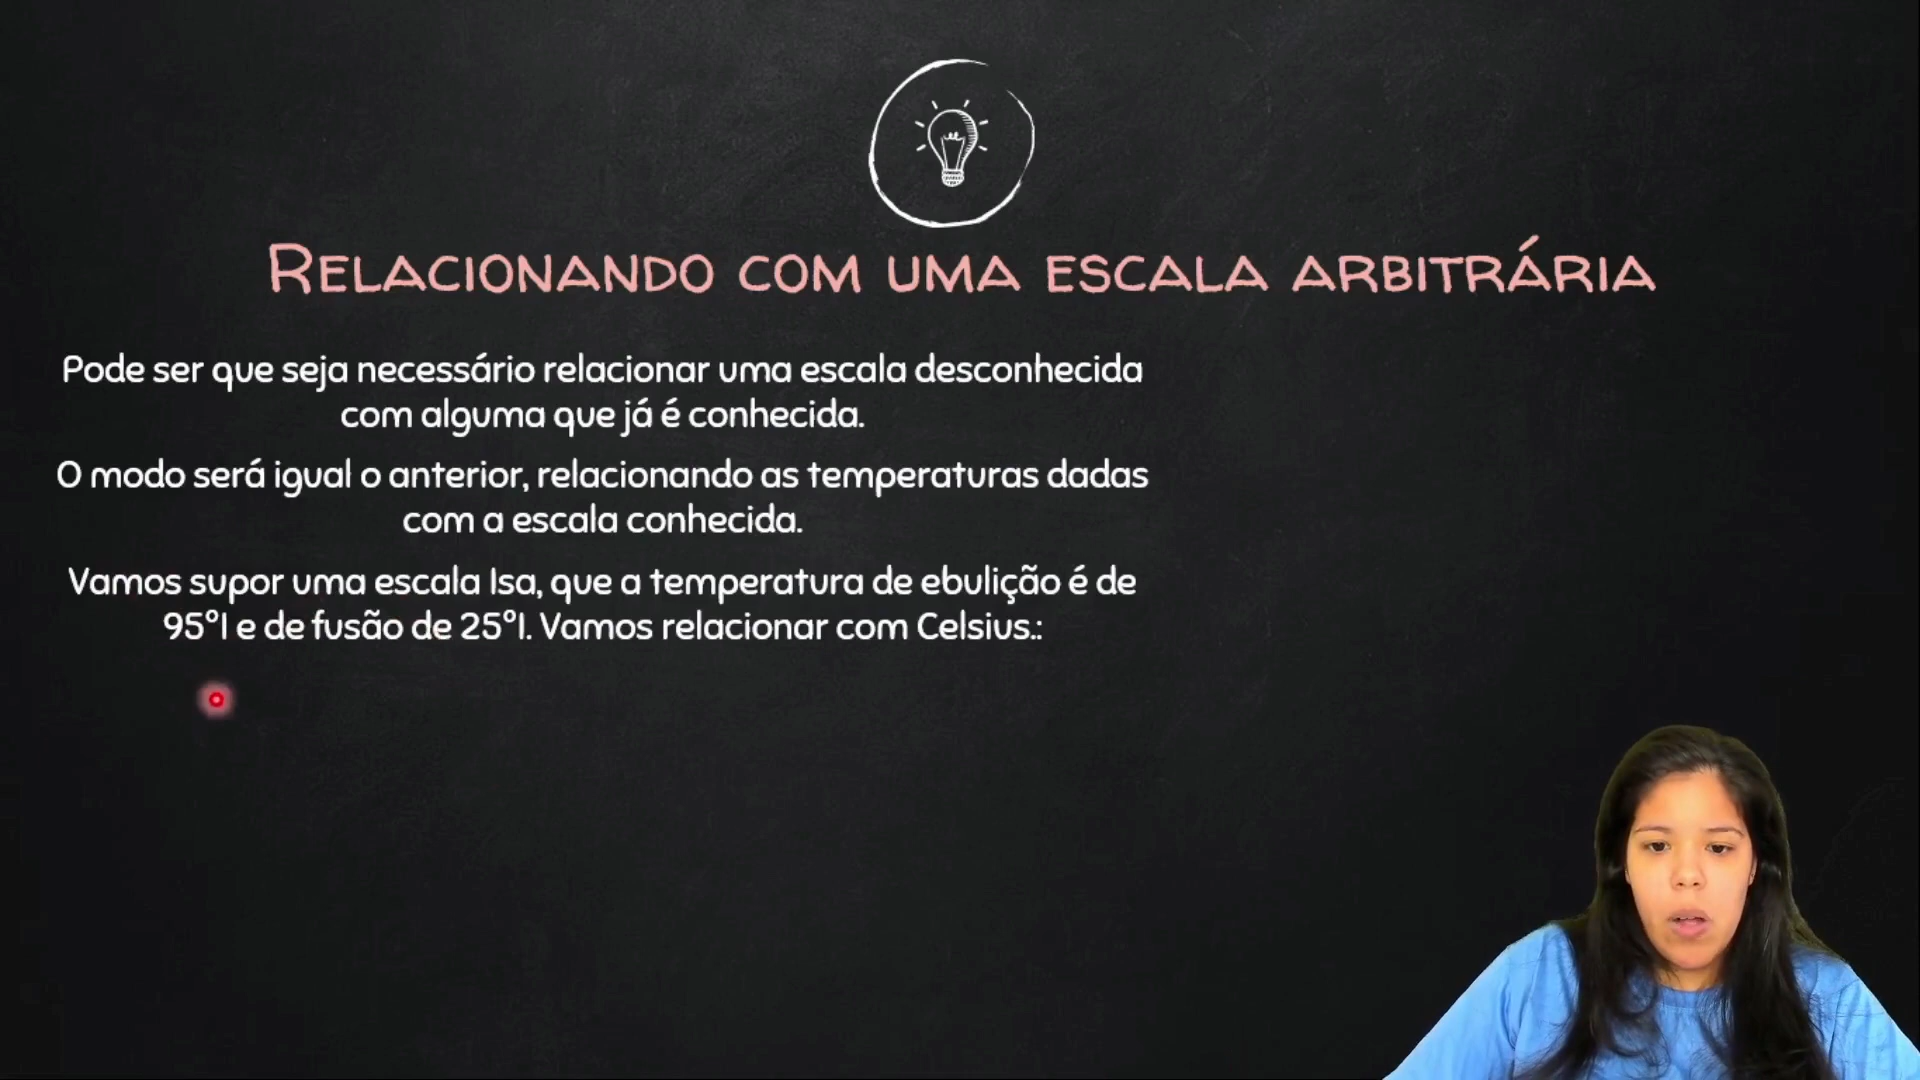 Relacionando com uma escala arbitrária
Pode ser que seja necessário relacionar uma escala desconhecida
com alguma que já é conhecida.
O modo será igual o anterior, relacionando as temperaturas dadas
com a escala conhecida.
Vamos supor uma escala Isa, que a temperatura de ebulição é de
95°I e de fusão de 25°I. Vamos relacionar com Celsius.: